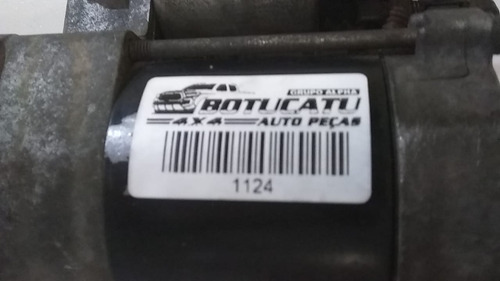 GRUPO ALPHA
BOTUCATU
4X4 AUTO PEÇAS
1124